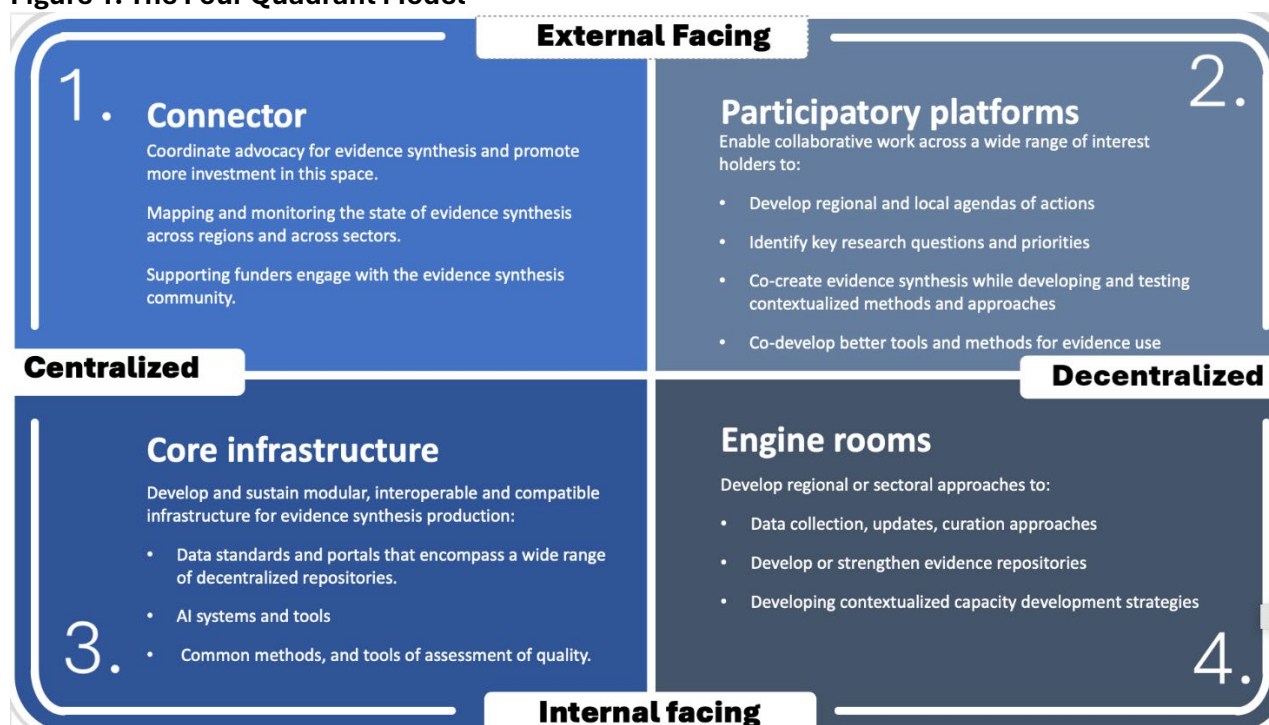 Figure 1: The Four Quadrant Model
External Facing
1.
Connector
Coordinate advocacy for evidence synthesis and promote
more investment in this space.
Mapping and monitoring the state of evidence synthesis
across regions and across sectors.
Supporting funders engage with the evidence synthesis
community.
2.
Participatory platforms
Enable collaborative work across a wide range of interest
holders to:
• Develop regional and local agendas of actions
• Identify key research questions and priorities
• Co-create evidence synthesis while developing and testing
contextualized methods and approaches
• Co-develop better tools and methods for evidence use
Centralized
Decentralized
Core infrastructure
Develop and sustain modular, interoperable and compatible
infrastructure for evidence synthesis production:
• Data standards and portals that encompass a wide range
of decentralized repositories.
• AI systems and tools
• Common methods, and tools of assessment of quality.
3.
Engine rooms
Develop regional or sectoral approaches to:
• Data collection, updates, curation approaches
• Develop or strengthen evidence repositories
• Developing contextualized capacity development strategies
4.
Internal facing